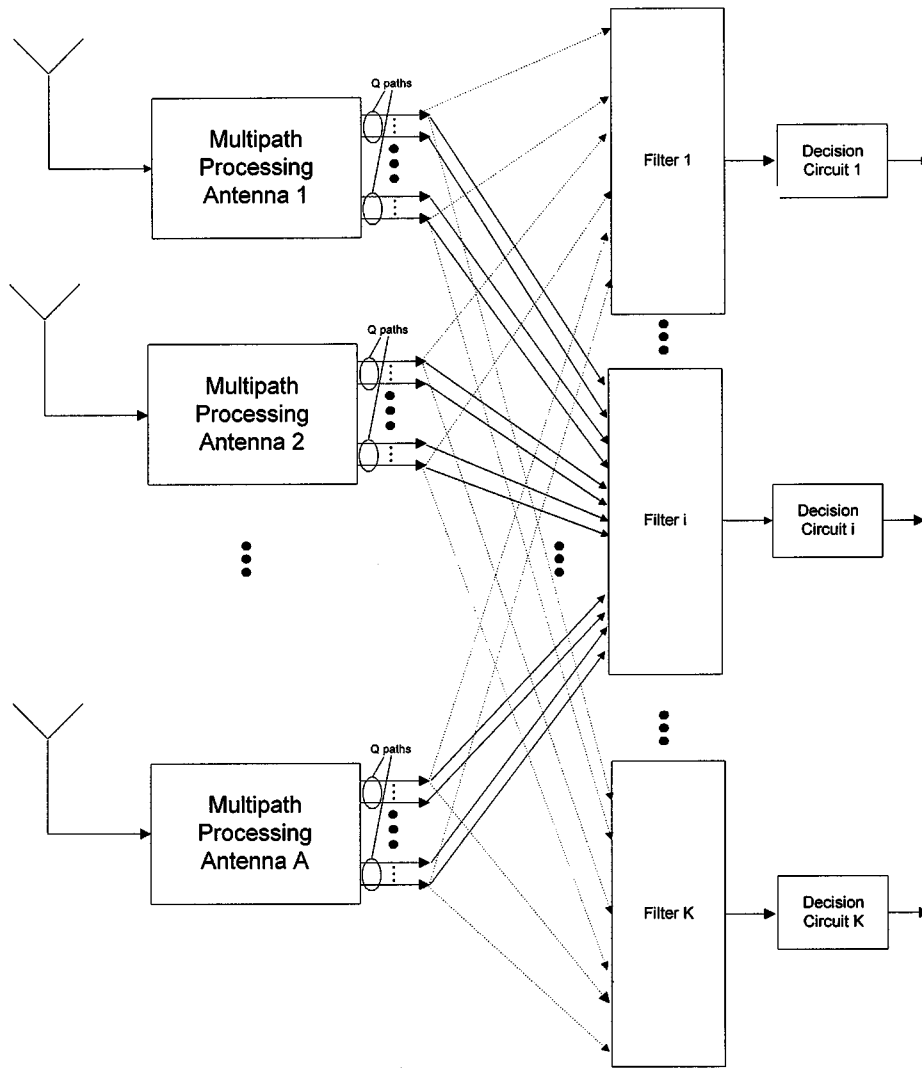 Q paths
Multipath
Processing
Antenna 1
Filter 1
Decision
Circuit 1
Q paths
Multipath
Processing
Antenna 2
Filter i
Decision
Circuit i
Q paths
Multipath
Processing
Antenna A
Filter K
Decision
Circuit K